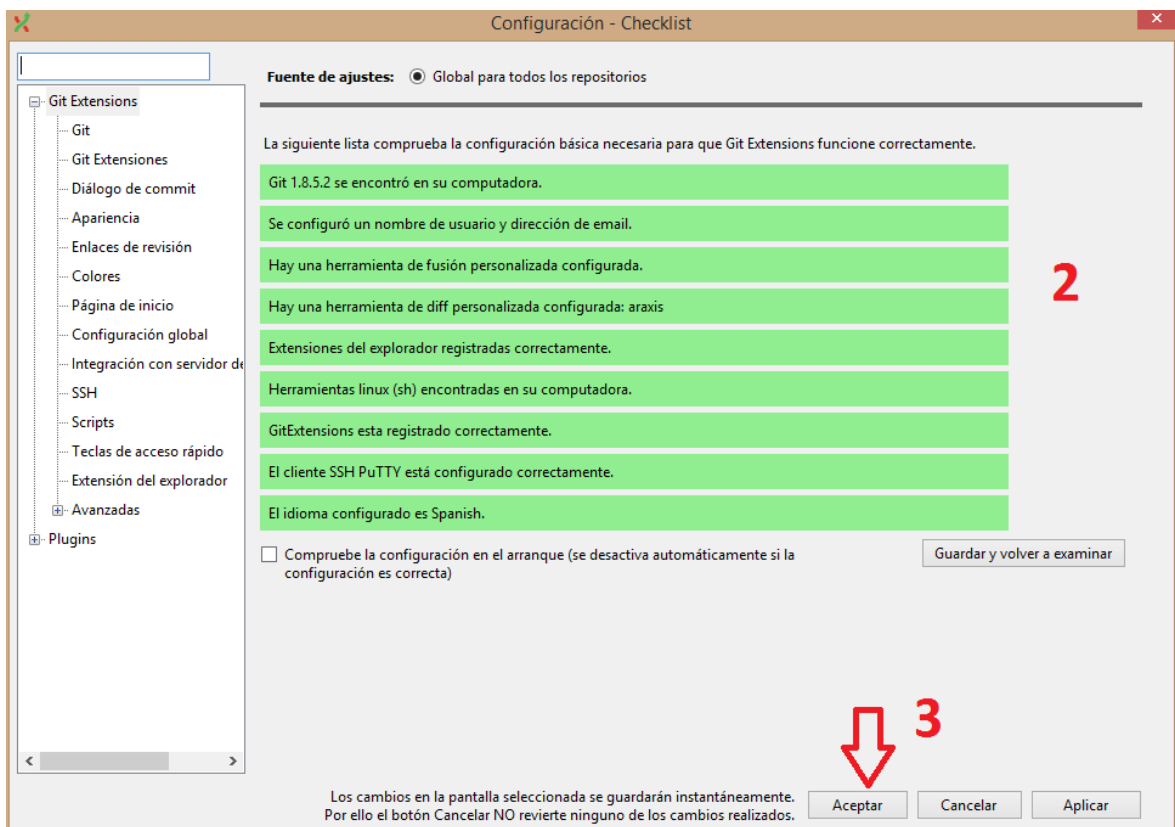 Configuración - Checklist
Fuente de ajustes: Global para todos los repositorios
Git Extensions
Git
Git Extensiones
Diálogo de commit
Apariencia
Enlaces de revisión
Colores
Página de inicio
Configuración global
Integración con servidor de
SSH
Scripts
Teclas de acceso rápido
Extensión del explorador
Avanzadas
Plugins
La siguiente lista comprueba la configuración básica necesaria para que Git Extensions funcione correctamente.
Git 1.8.5.2 se encontró en su computadora.
Se configuró un nombre de usuario y dirección de email.
Hay una herramienta de fusión personalizada configurada.
Hay una herramienta de diff personalizada configurada: araxis
Extensiones del explorador registradas correctamente.
Herramientas linux (sh) encontradas en su computadora.
GitExtensions esta registrado correctamente.
El cliente SSH PuTTY está configurado correctamente.
El idioma configurado es Spanish.
2
Compruebe la configuración en el arranque (se desactiva automáticamente si la
configuración es correcta)
Guardar y volver a examinar
3
Los cambios en la pantalla seleccionada se guardarán instantáneamente.
Por ello el botón Cancelar NO revierte ninguno de los cambios realizados.
Aceptar
Cancelar
Aplicar